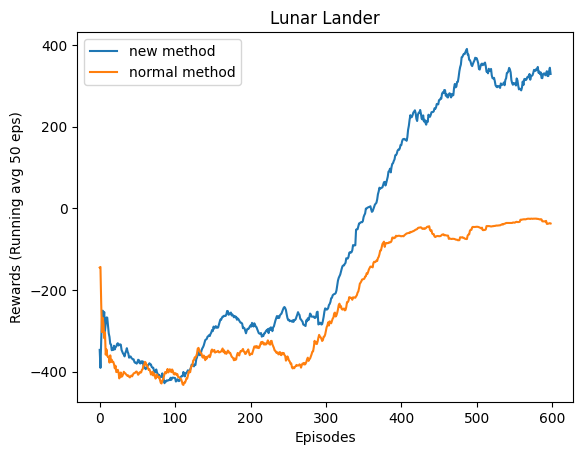 Lunar Lander
new method
normal method
Rewards (Running avg 50 eps)
400
200
0
−200
−400
0
100
200
300
400
500
600
Episodes